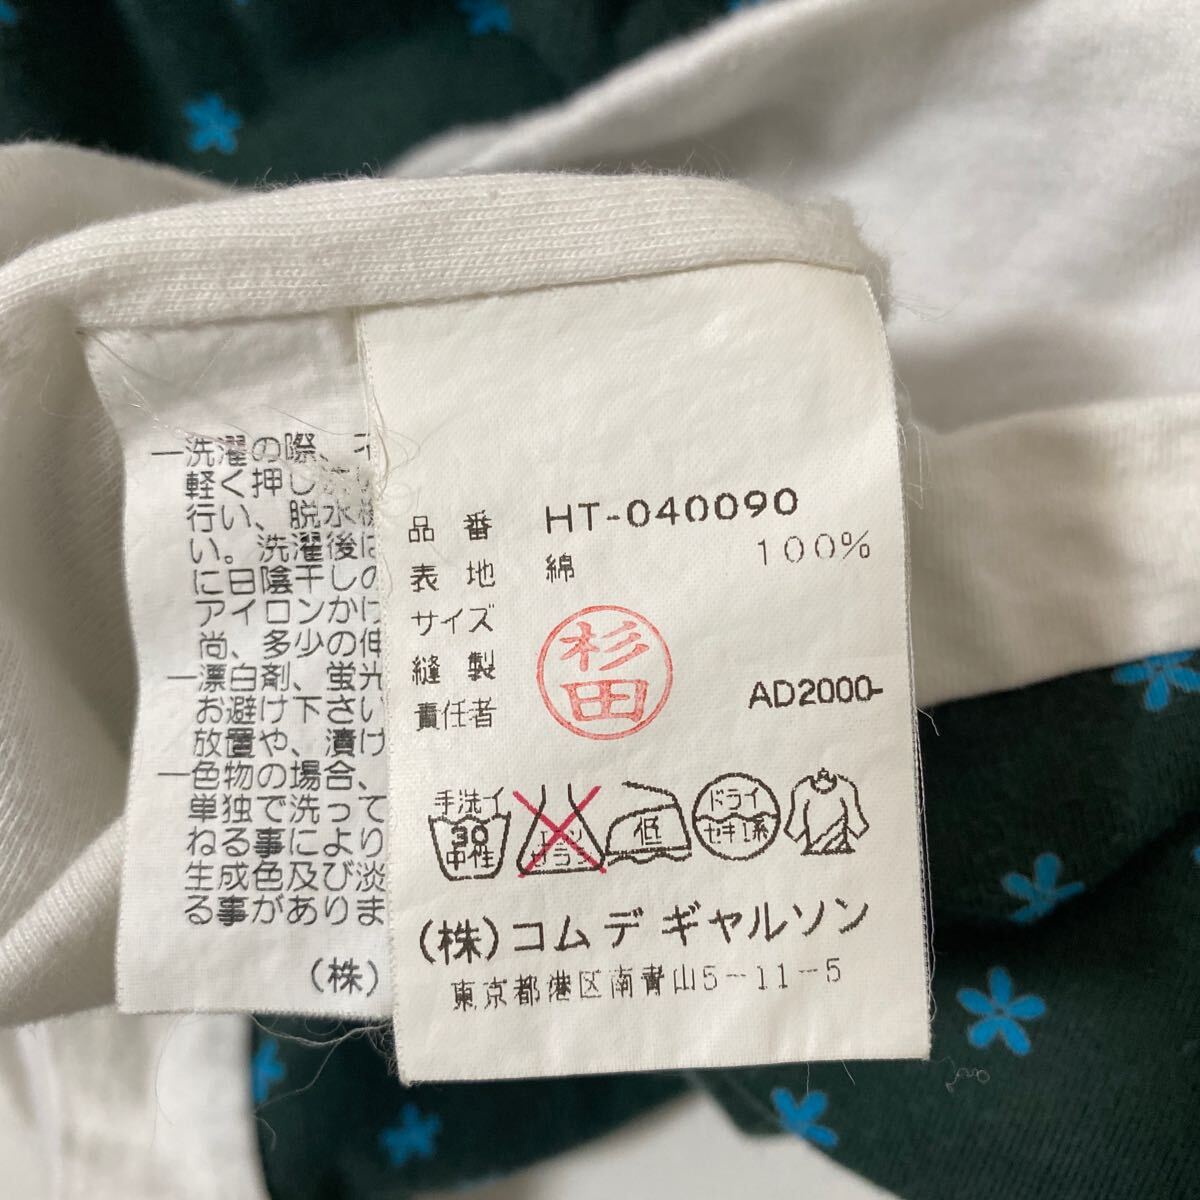 一洗濯の際、
軽く押し
行い、脱水
い。洗濯後に
に日陰干しの
アイロンかけ
尚、多少の伸
一漂白剤、蛍光
お避け下さい
放置や、漬け
一色物の場合、
単独で洗って
ねる事により
生成色及び淡
る事がありま
(株)
品番 HT-040090
表地 綿 100%
サイズ
縫製
責任者
杉田
AD2000-
手洗イ
30
中性
エンソ
サラシ
低
ドライ
セキユ系
(株)コムデギャルソン
東京都港区南青山5-11-5